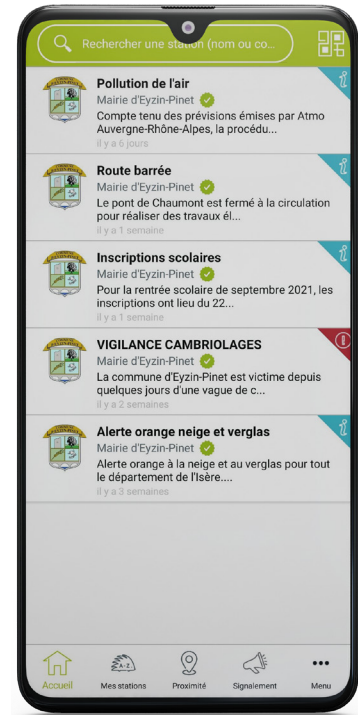 Rechercher une station (nom ou co...
Pollution de l'air
Mairie d'Eyzin-Pinet
Compte tenu des prévisions émises par Atmo
Auvergne-Rhône-Alpes, la procédu...
il y a 6 jours
Route barrée
Mairie d'Eyzin-Pinet
Le pont de Chaumont est fermé à la circulation
pour réaliser des travaux él...
il y a 1 semaine
Inscriptions scolaires
Mairie d'Eyzin-Pinet
Pour la rentrée scolaire de septembre 2021, les
inscriptions ont lieu du 22...
il y a 1 semaine
VIGILANCE CAMBRIOLAGES
Mairie d'Eyzin-Pinet
La commune d'Eyzin-Pinet est victime depuis
quelques jours d'une vague de c...
il y a 2 semaines
Alerte orange neige et verglas
Mairie d'Eyzin-Pinet
Alerte orange à la neige et au verglas pour tout
le département de l'Isère....
il y a 3 semaines
A-Z
Accueil
Mes stations
Proximité
Signalement
Menu